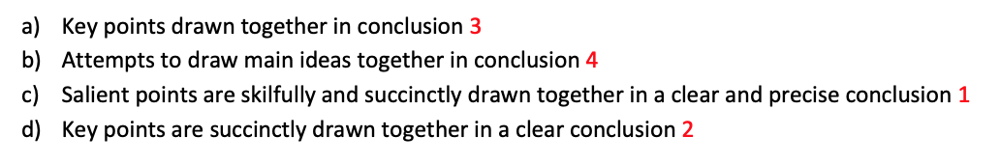 a) Key points drawn together in conclusion 3
b) Attempts to draw main ideas together in conclusion 4
c) Salient points are skilfully and succinctly drawn together in a clear and precise conclusion 1
d) Key points are succinctly drawn together in a clear conclusion 2